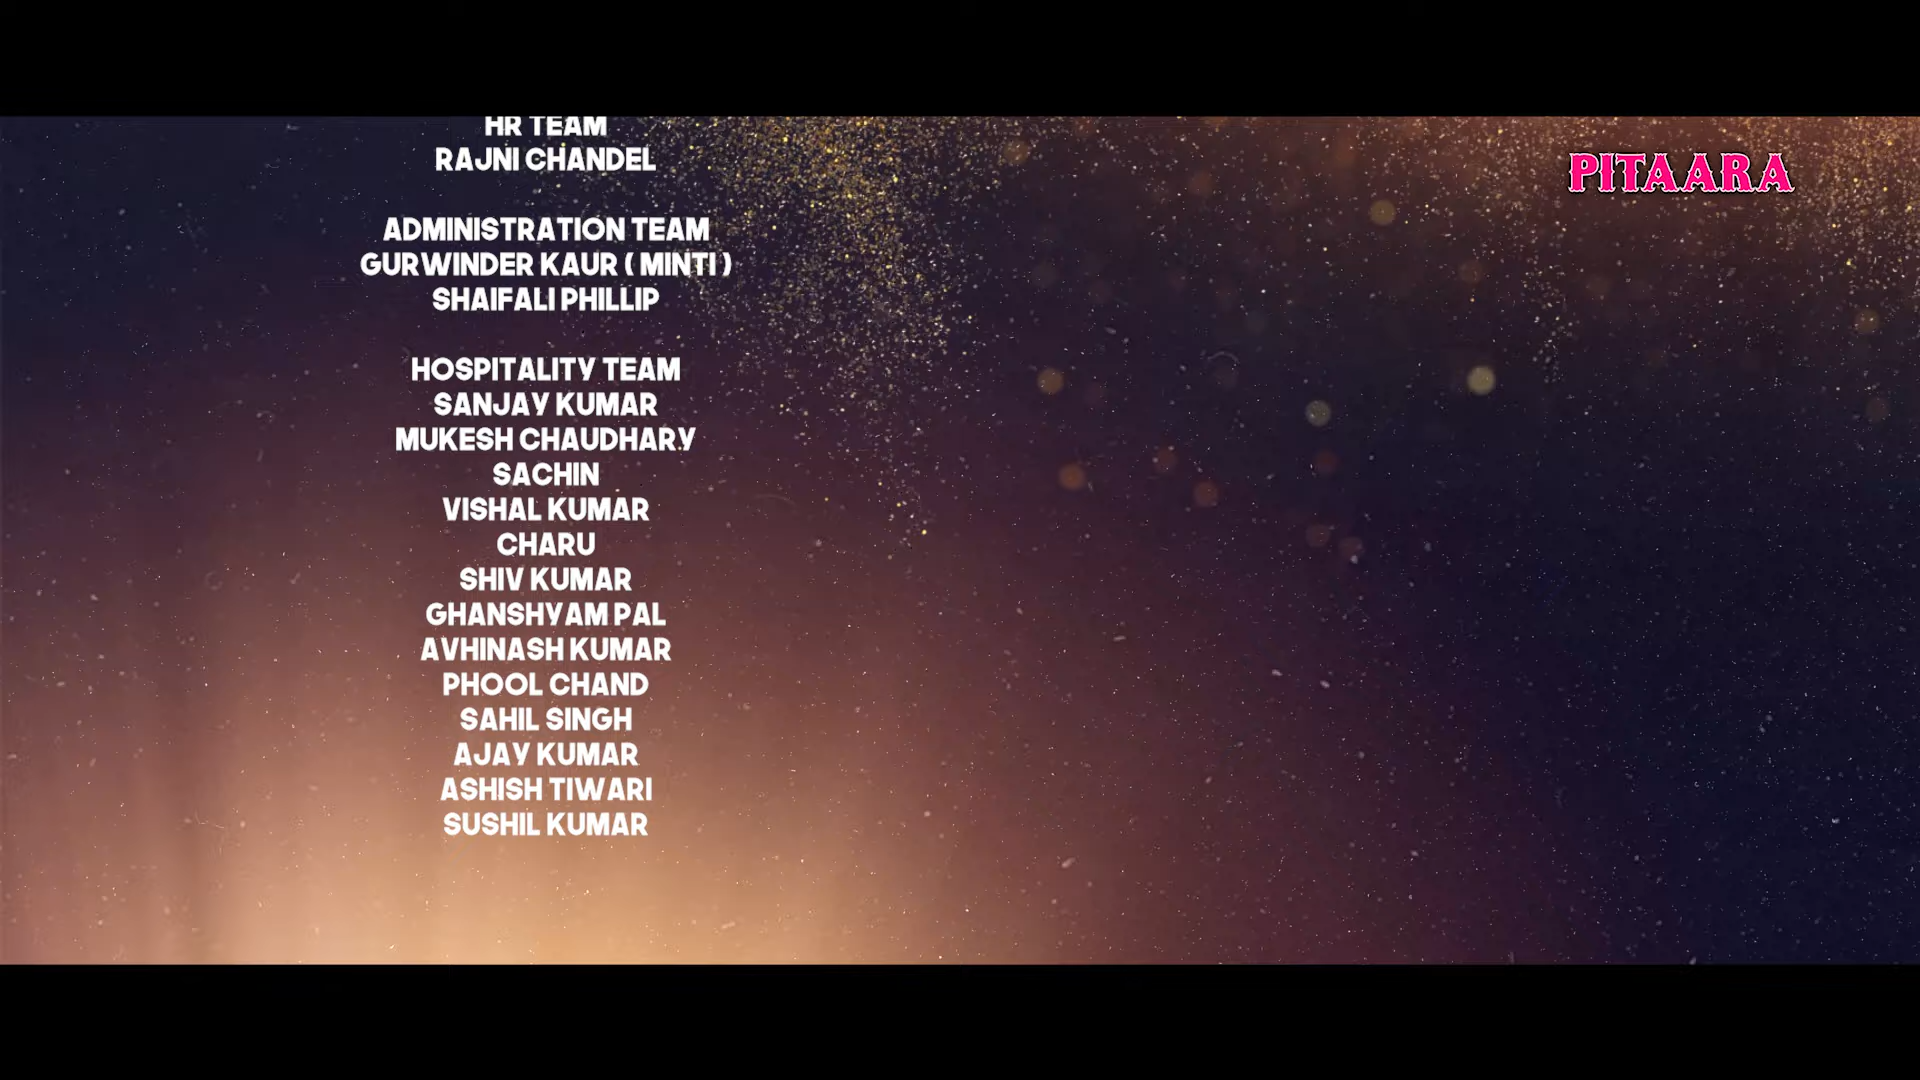 HR TEAM
RAJNI CHANDEL
PITAARA
ADMINISTRATION TEAM
GURWINDER KAUR ( MINTI )
SHAIFALI PHILLIP
HOSPITALITY TEAM
SANJAY KUMAR
MUKESH CHAUDHARY
SACHIN
VISHAL KUMAR
CHARU
SHIV KUMAR
GHANSHYAM PAL
AVHINASH KUMAR
PHOOL CHAND
SAHIL SINGH
AJAY KUMAR
ASHISH TIWARI
SUSHIL KUMAR